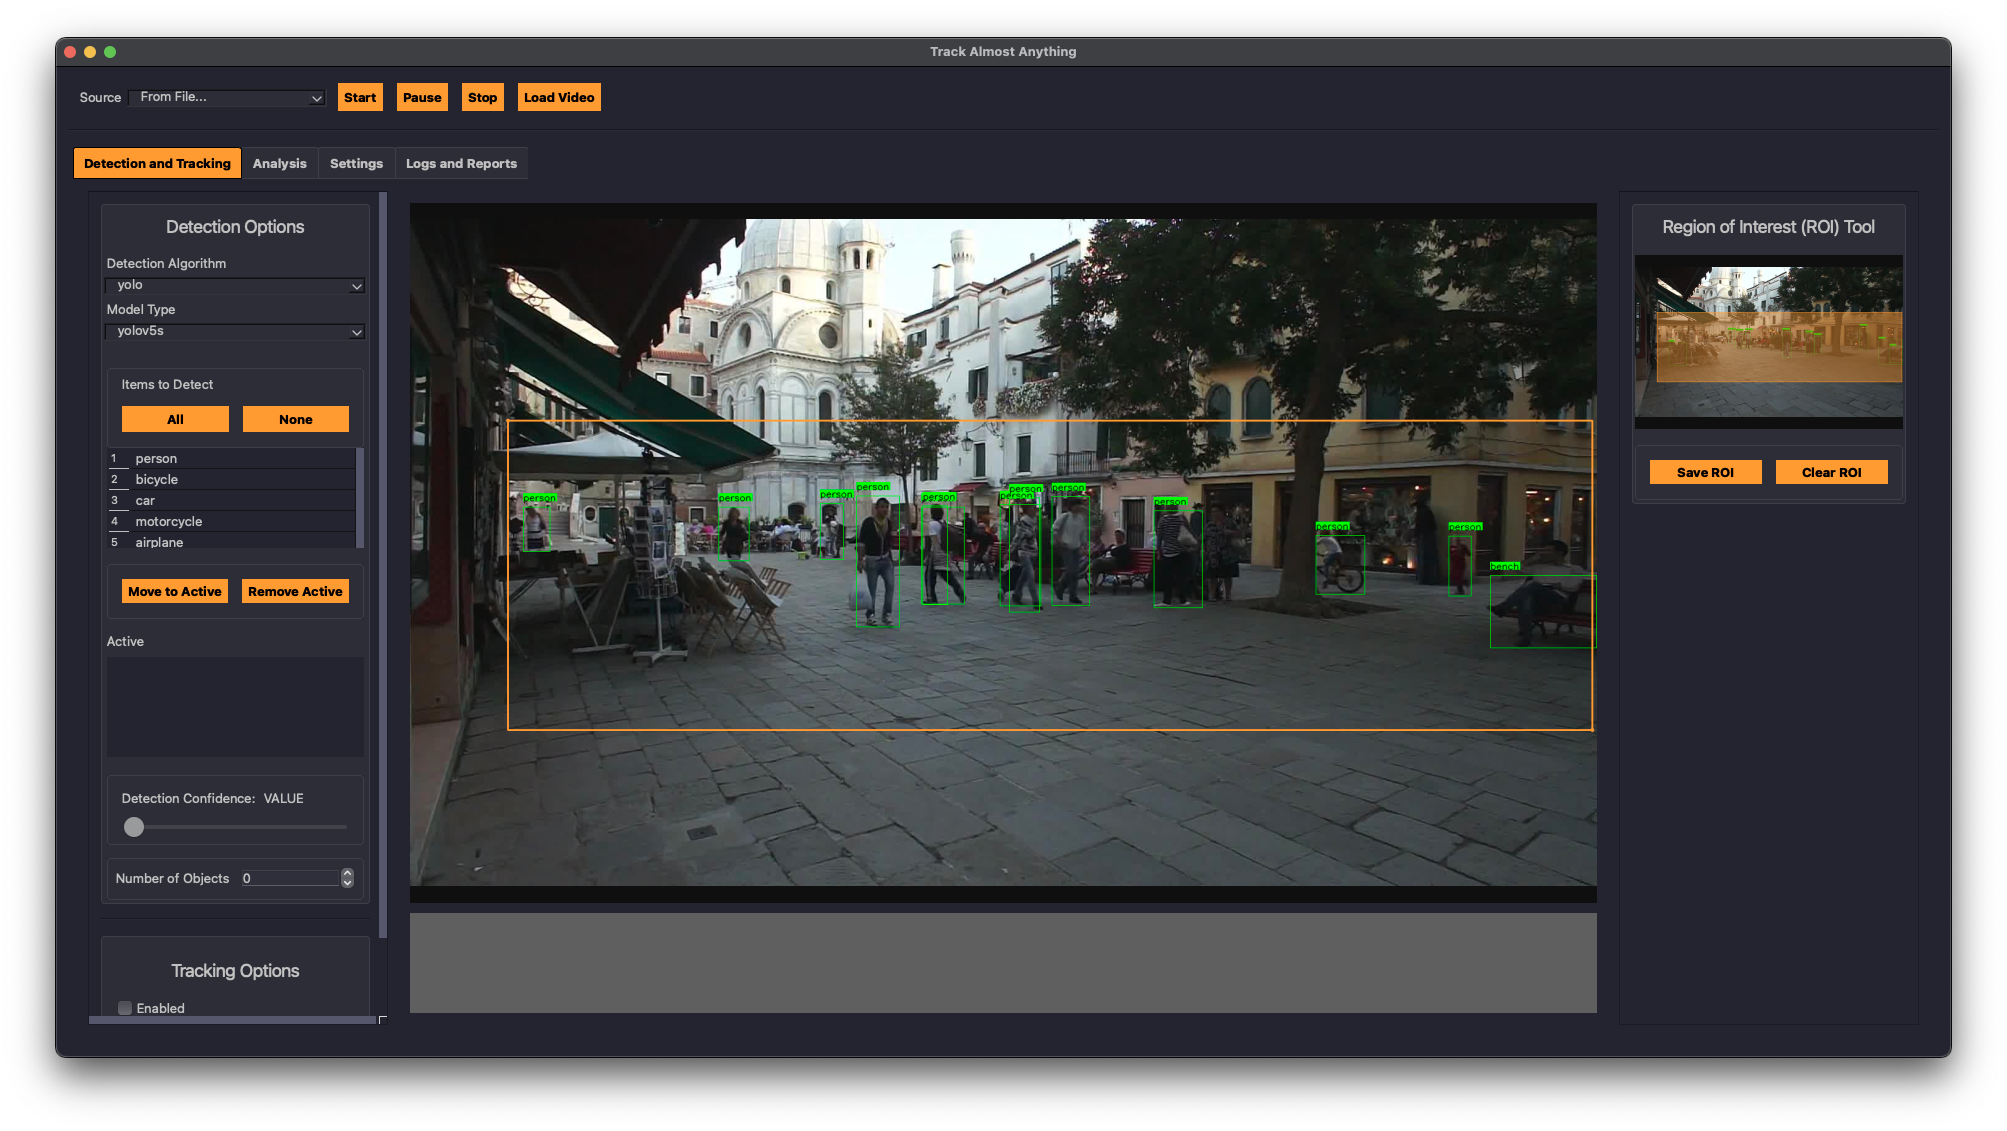 Track Almost Anything
Source From File... Start Pause Stop Load Video
Detection and Tracking Analysis Settings Logs and Reports
Detection Options
Detection Algorithm
yolo
Model Type
yolov5s
Items to Detect
All None
1 person
2 bicycle
3 car
4 motorcycle
5 airplane
Move to Active Remove Active
Active
Detection Confidence: VALUE
Number of Objects 0
Tracking Options
Enabled
person
person
person
person
person
person
person
person
person
person
person
bench
Region of Interest (ROI) Tool
Save ROI Clear ROI